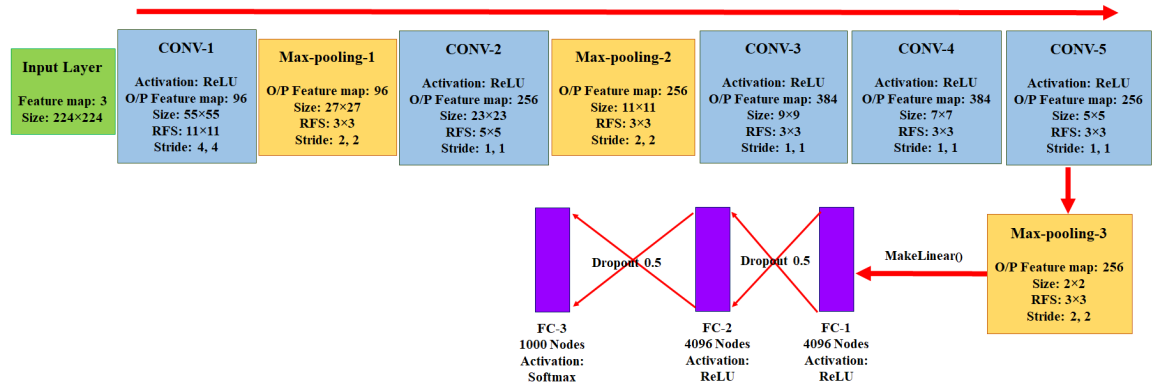 Input Layer
Feature map: 3
Size: 224×224
CONV-1
Activation: ReLU
O/P Feature map: 96
Size: 55×55
RFS: 11×11
Stride: 4, 4
Max-pooling-1
O/P Feature map: 96
Size: 27×27
RFS: 3×3
Stride: 2, 2
CONV-2
Activation: ReLU
O/P Feature map: 256
Size: 23×23
RFS: 5×5
Stride: 1, 1
Max-pooling-2
O/P Feature map: 256
Size: 11×11
RFS: 3×3
Stride: 2, 2
CONV-3
Activation: ReLU
O/P Feature map: 384
Size: 9×9
RFS: 3×3
Stride: 1, 1
CONV-4
Activation: ReLU
O/P Feature map: 384
Size: 7×7
RFS: 3×3
Stride: 1, 1
CONV-5
Activation: ReLU
O/P Feature map: 256
Size: 5×5
RFS: 3×3
Stride: 1, 1
Max-pooling-3
O/P Feature map: 256
Size: 2×2
RFS: 3×3
Stride: 2, 2
MakeLinear()
Dropout 0.5
Dropout 0.5
FC-3
1000 Nodes
Activation:
Softmax
FC-2
4096 Nodes
Activation:
ReLU
FC-1
4096 Nodes
Activation:
ReLU